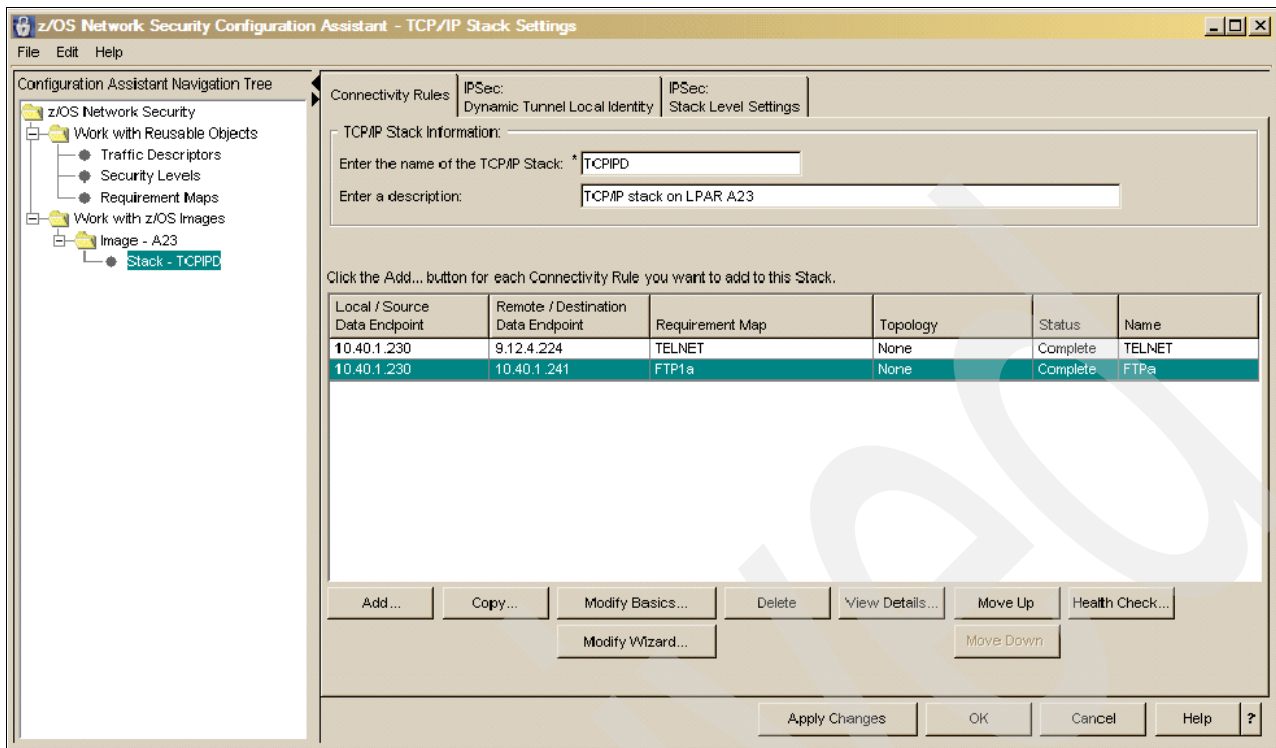 z/OS Network Security Configuration Assistant - TCP/IP Stack Settings
File Edit Help
Configuration Assistant Navigation Tree
z/OS Network Security
Work with Reusable Objects
Traffic Descriptors
Security Levels
Requirement Maps
Work with z/OS Images
Image - A23
Stack - TCPIPD
Connectivity Rules
IPSec:
Dynamic Tunnel Local Identity
IPSec:
Stack Level Settings
TCP/IP Stack Information:
Enter the name of the TCP/IP Stack: * TCPIPD
Enter a description: TCP/IP stack on LPAR A23
Click the Add... button for each Connectivity Rule you want to add to this Stack.
Local / Source
Data Endpoint
Remote / Destination
Data Endpoint
Requirement Map
Topology
Status
Name
10.40.1.230 9.12.4.224 TELNET None Complete TELNET
10.40.1.230 10.40.1.241 FTP1a None Complete FTPa
Add... Copy... Modify Basics... Delete View Details... Move Up Health Check...
Modify Wizard... Move Down
Apply Changes OK Cancel Help ?